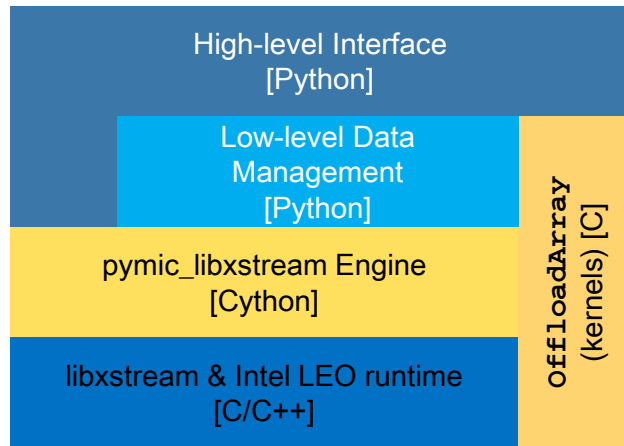 High-level Interface
[Python]
Low-level Data
Management
[Python]
pymic_libxstream Engine
[Cython]
libxstream & Intel LEO runtime
[C/C++]
OffloadArray
(kernels) [C]